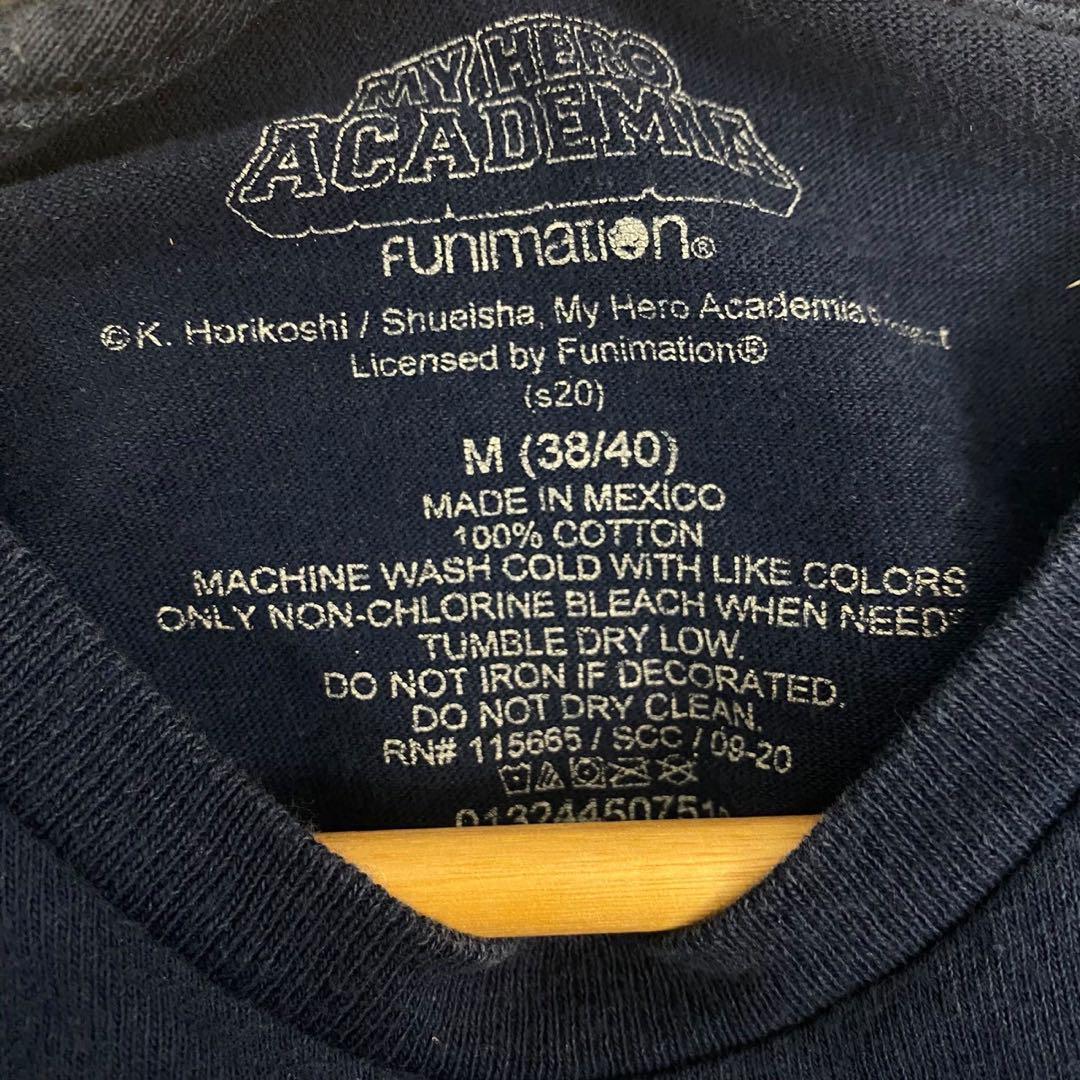 MY HERO
ACADEMIA
FUNIMATION®
©K. Horikoshi / Shueisha, My Hero Academia Project
Licensed by Funimation®
(s20)
M (38/40)
MADE IN MEXICO
100% COTTON
MACHINE WASH COLD WITH LIKE COLORS
ONLY NON-CHLORINE BLEACH WHEN
TUMBLE DRY LOW.
DO NOT IRON IF DECORATED.
DO NOT DRY CLEAN.
RN# 115665 / SCC / 08-20